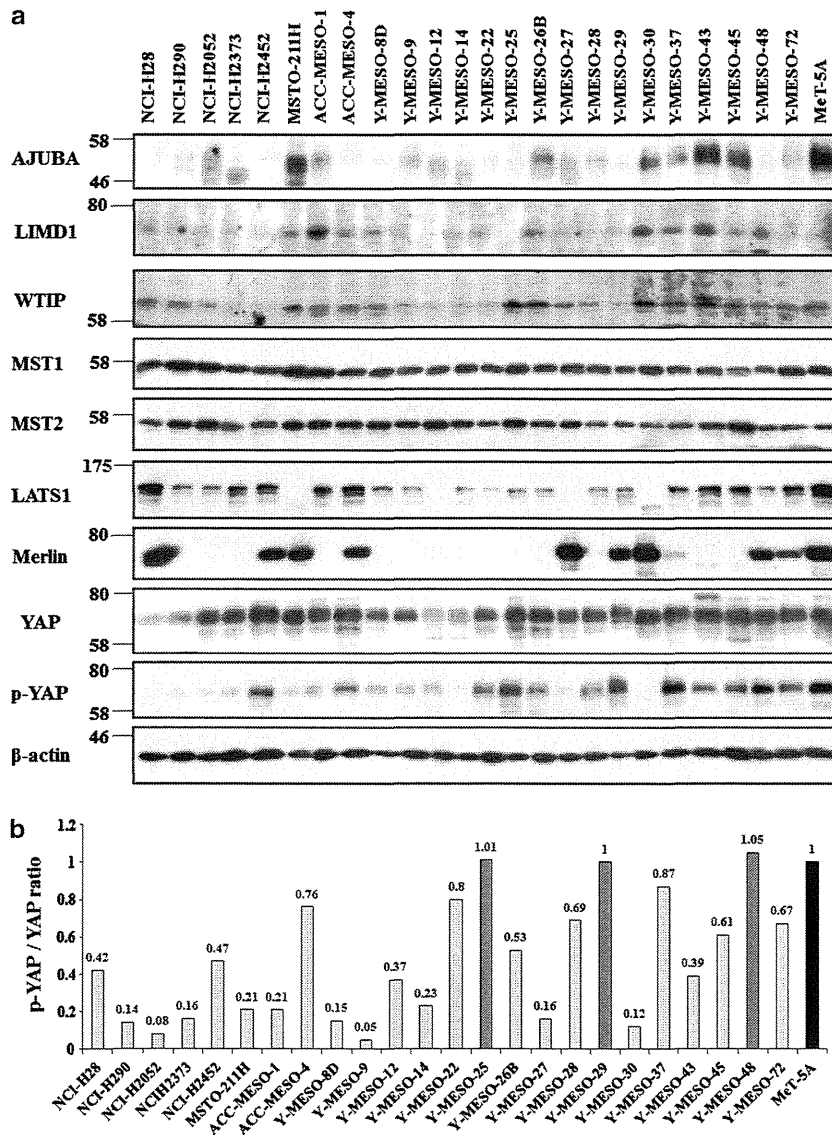 a
NCI-H28
NCI-H290
NCI-H2052
NCI-H2373
NCI-H2452
MSTO-211H
ACC-MESO-1
ACC-MESO-4
Y-MESO-8D
Y-MESO-9
Y-MESO-12
Y-MESO-14
Y-MESO-22
Y-MESO-25
Y-MESO-26B
Y-MESO-27
Y-MESO-28
Y-MESO-29
Y-MESO-30
Y-MESO-37
Y-MESO-43
Y-MESO-45
Y-MESO-48
Y-MESO-72
MeT-5A
58
AJUBA
46
80
LIMD1
WTIP
58
58
MST1
58
MST2
175
LATS1
80
Merlin
80
YAP
58
80
p-YAP
58
46
β-actin
b
p-YAP / YAP ratio
1.2
1
0.8
0.6
0.4
0.2
0
0.42
0.14
0.08
0.16
0.47
0.21
0.21
0.76
0.15
0.05
0.37
0.23
0.8
1.01
0.53
0.16
0.69
1
0.12
0.87
0.39
0.61
1.05
0.67
1
NCI-H28
NCI-H290
NCI-H2052
NCIH2373
NCI-H2452
MSTO-211H
ACC-MESO-1
ACC-MESO-4
Y-MESO-8D
Y-MESO-9
Y-MESO-12
Y-MESO-14
Y-MESO-22
Y-MESO-25
Y-MESO-26B
Y-MESO-27
Y-MESO-28
Y-MESO-29
Y-MESO-30
Y-MESO-37
Y-MESO-43
Y-MESO-45
Y-MESO-48
Y-MESO-72
MeT-5A